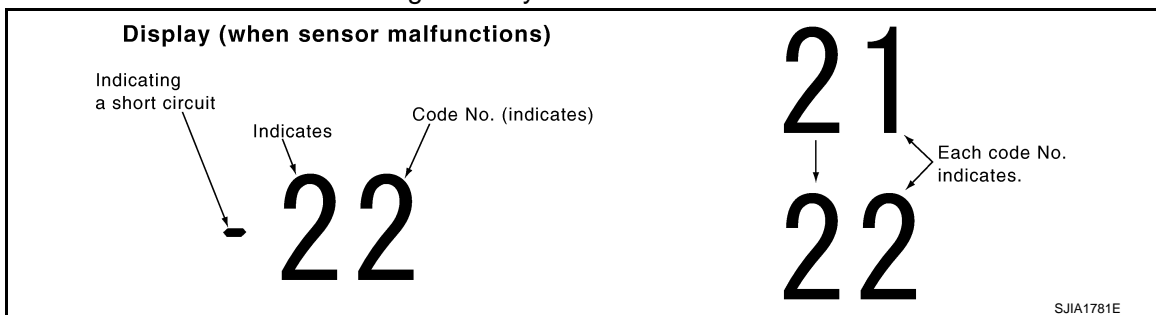 Display (when sensor malfunctions)
Indicating
a short circuit
Indicates
Code No. (indicates)
- 22
21
22
Each code No.
indicates.
SJIA1781E